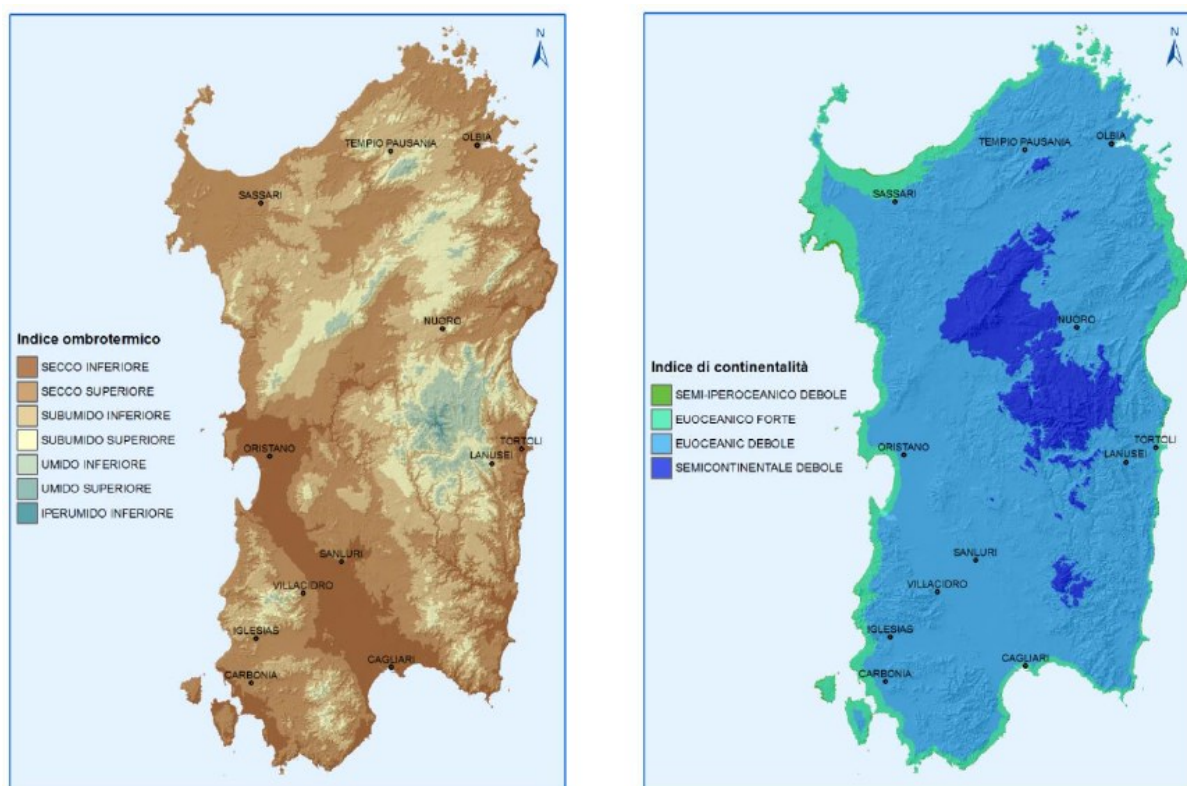 N
TEMPIO PAUSANIA
OLBIA
SASSARI
NUORO
Indice ombrotermico
SECCO INFERIORE
SECCO SUPERIORE
SUBUMIDO INFERIORE
SUBUMIDO SUPERIORE
UMIDO INFERIORE
UMIDO SUPERIORE
IPERUMIDO INFERIORE
ORISTANO
TORTOLI
LANUSEI
SANLURI
VILLACIDRO
IGLESIAS
CAGLIARI
CARBONIA
N
TEMPIO PAUSANIA
OLBIA
SASSARI
NUORO
Indice di continentalità
SEMI-IPEROCEANICO DEBOLE
EUOCEANICO FORTE
EUOCEANIC DEBOLE
SEMICONTINENTALE DEBOLE
ORISTANO
TORTOLI
LANUSEI
SANLURI
VILLACIDRO
IGLESIAS
CAGLIARI
CARBONIA